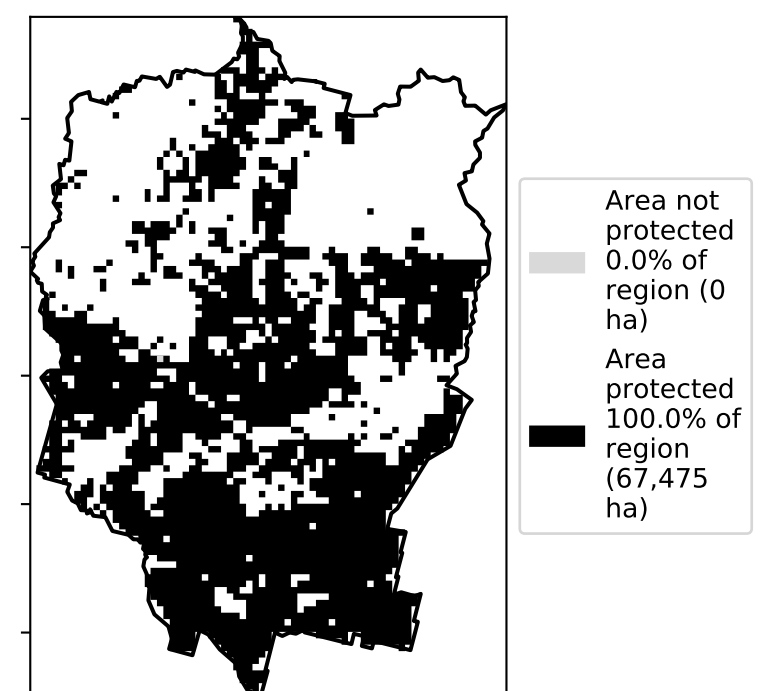 Area not
protected
0.0% of
region (0
ha)
Area
protected
100.0% of
region
(67,475
ha)